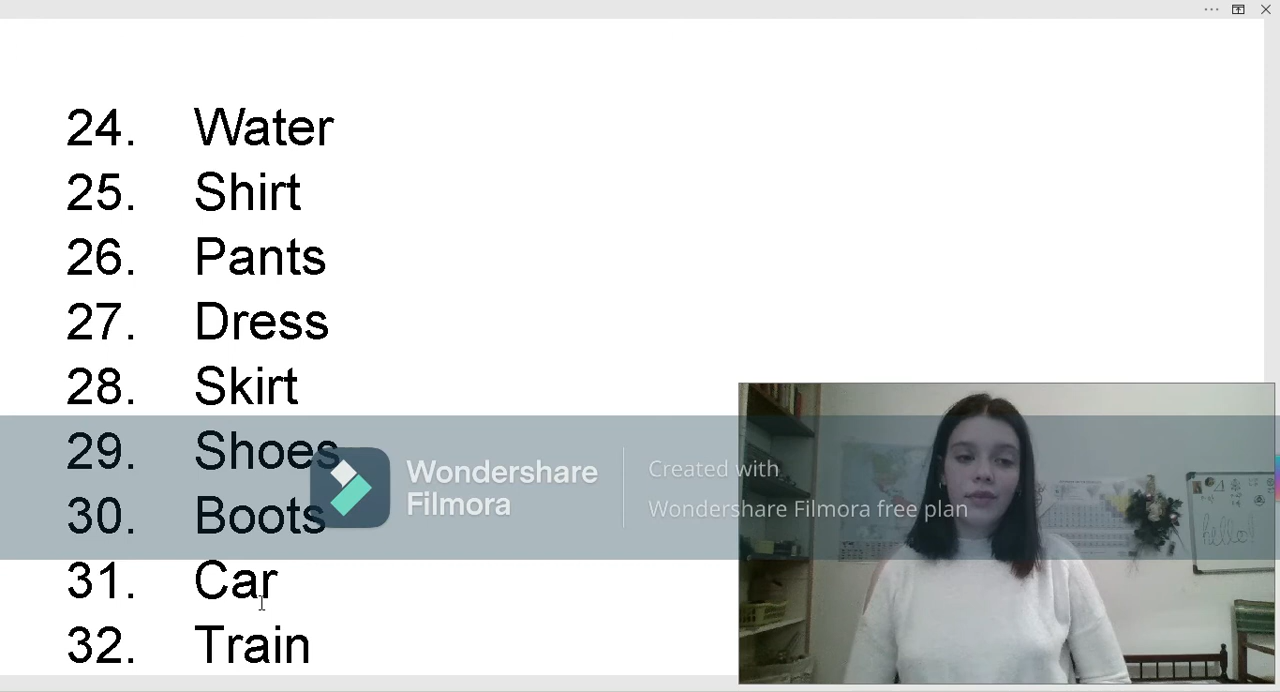 24. Water
25. Shirt
26. Pants
27. Dress
28. Skirt
29. Shoes
30. Boots
31. Car
32. Train
Wondershare
Filmora
Created with
Wondershare Filmora free plan
hello!